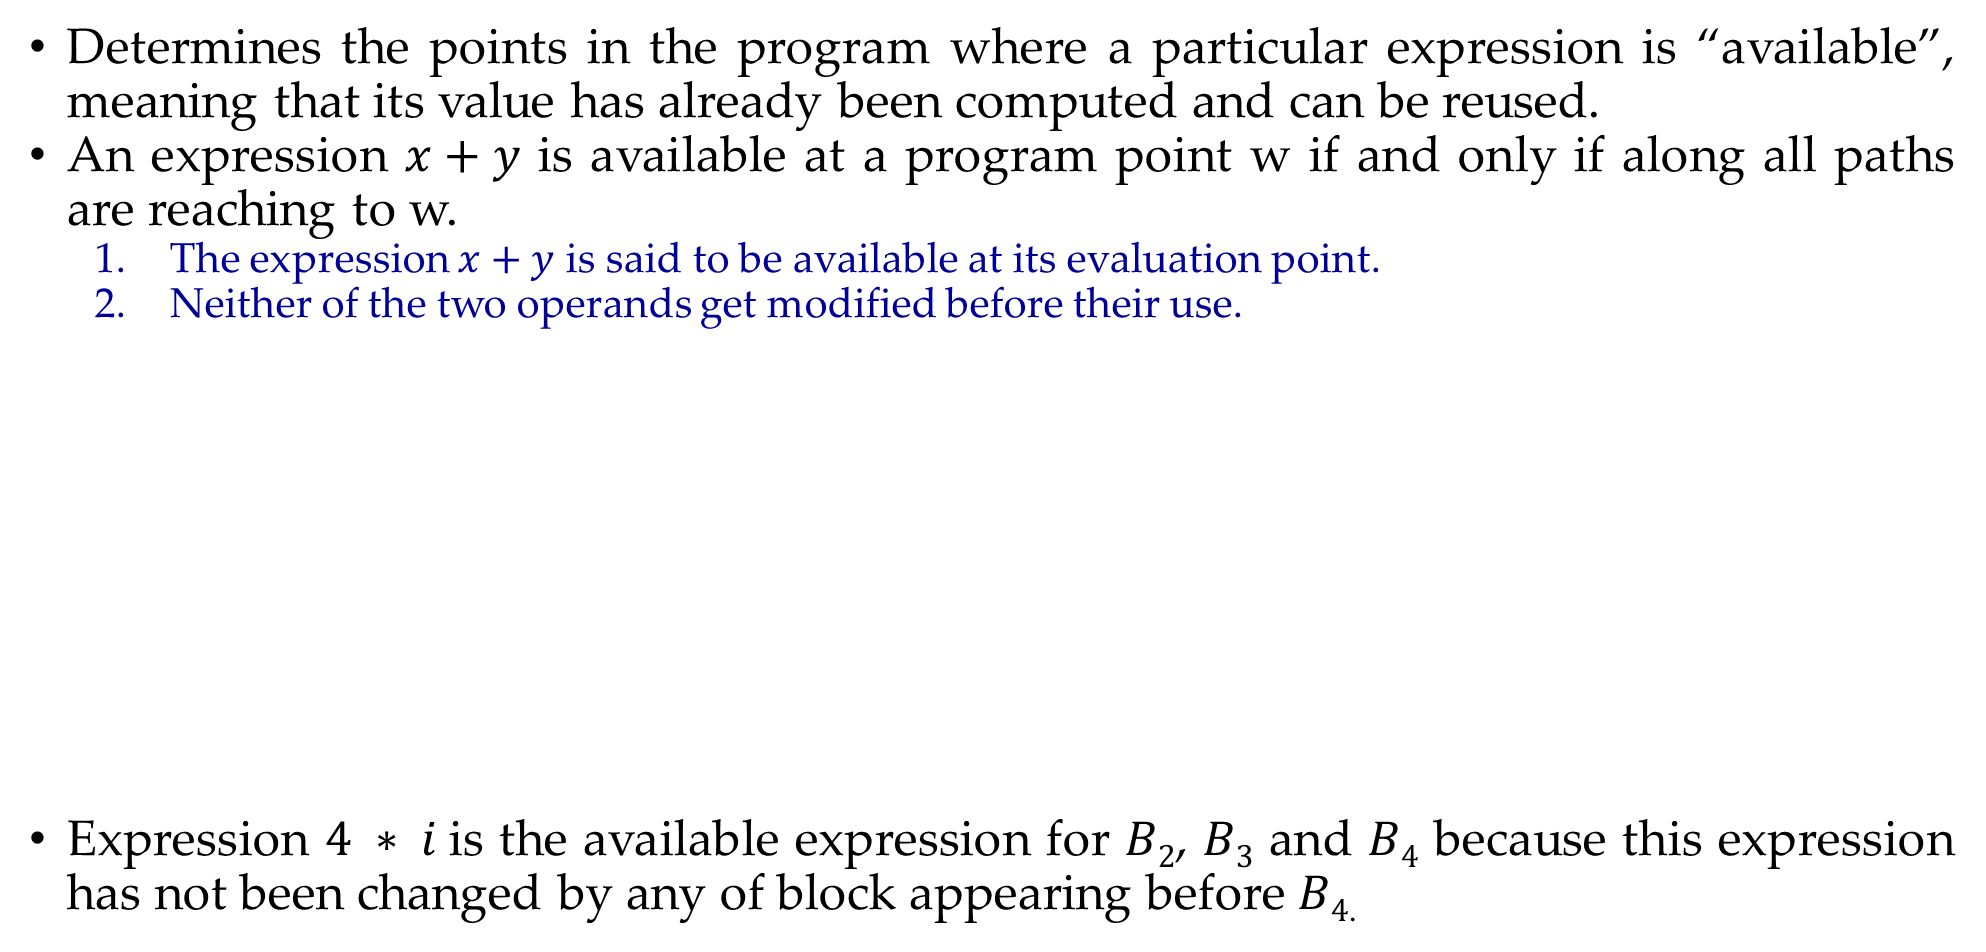 • Determines the points in the program where a particular expression is “available”,
meaning that its value has already been computed and can be reused.
• An expression x + y is available at a program point w if and only if along all paths
are reaching to w.
1. The expression x + y is said to be available at its evaluation point.
2. Neither of the two operands get modified before their use.
• Expression 4 ∗ i is the available expression for B₂, B₃ and B₄ because this expression
has not been changed by any of block appearing before B₄.